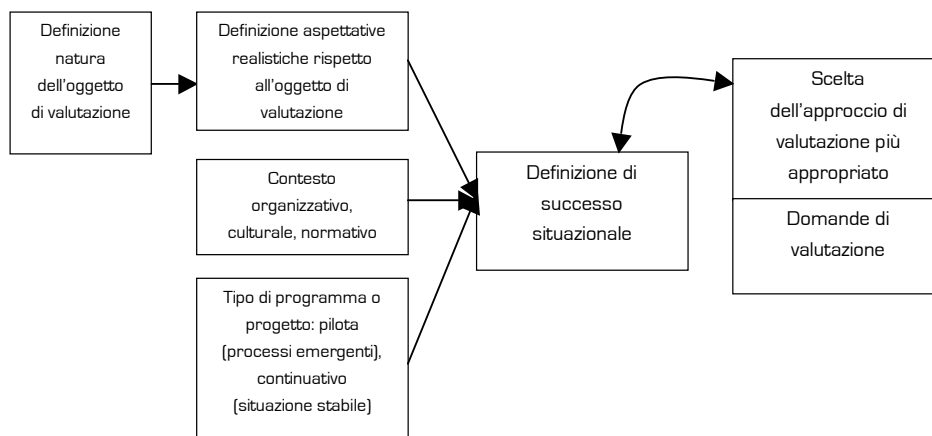 Definizione
natura
dell'oggetto
di valutazione
Definizione aspettative
realistiche rispetto
all'oggetto di
valutazione
Contesto
organizzativo,
culturale, normativo
Tipo di programma o
progetto: pilota
(processi emergenti),
continuativo
(situazione stabile)
Definizione di
successo
situazionale
Scelta
dell'approccio di
valutazione più
appropriato
Domande di
valutazione